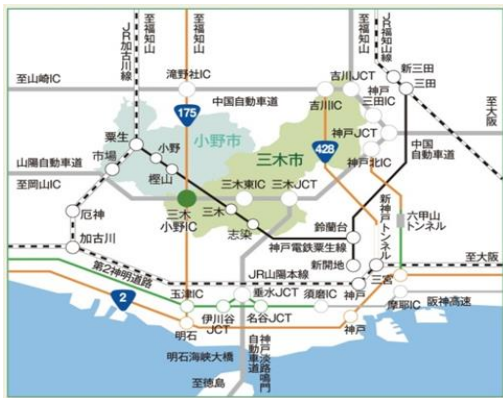 至福知山
JR加古川線
至福知山
至福知山
JR福知山線
至福知山
新三田
三田
至山崎IC
滝野社IC
吉川JCT
吉川IC
神戸三田IC
中国自動車道
175
428
至大阪
神戸JCT
神戸北IC
中国自動車道
粟生
小野
小野市
三木市
山陽自動車道
市場
樫山
至岡山IC
三木東IC
三木JCT
三木小野IC
三木
志染
鈴蘭台
新神戸トンネル
六甲山トンネル
厄神
加古川
神戸電鉄粟生線
新開地
JR山陽本線
三宮
至大阪
第2神明道路
神戸
2
玉津IC
垂水JCT
須磨IC
摩耶IC
阪神高速
伊川谷JCT
名谷JCT
明石
神戸
明石海峡大橋
神戸淡路鳴門自動車道
至徳島